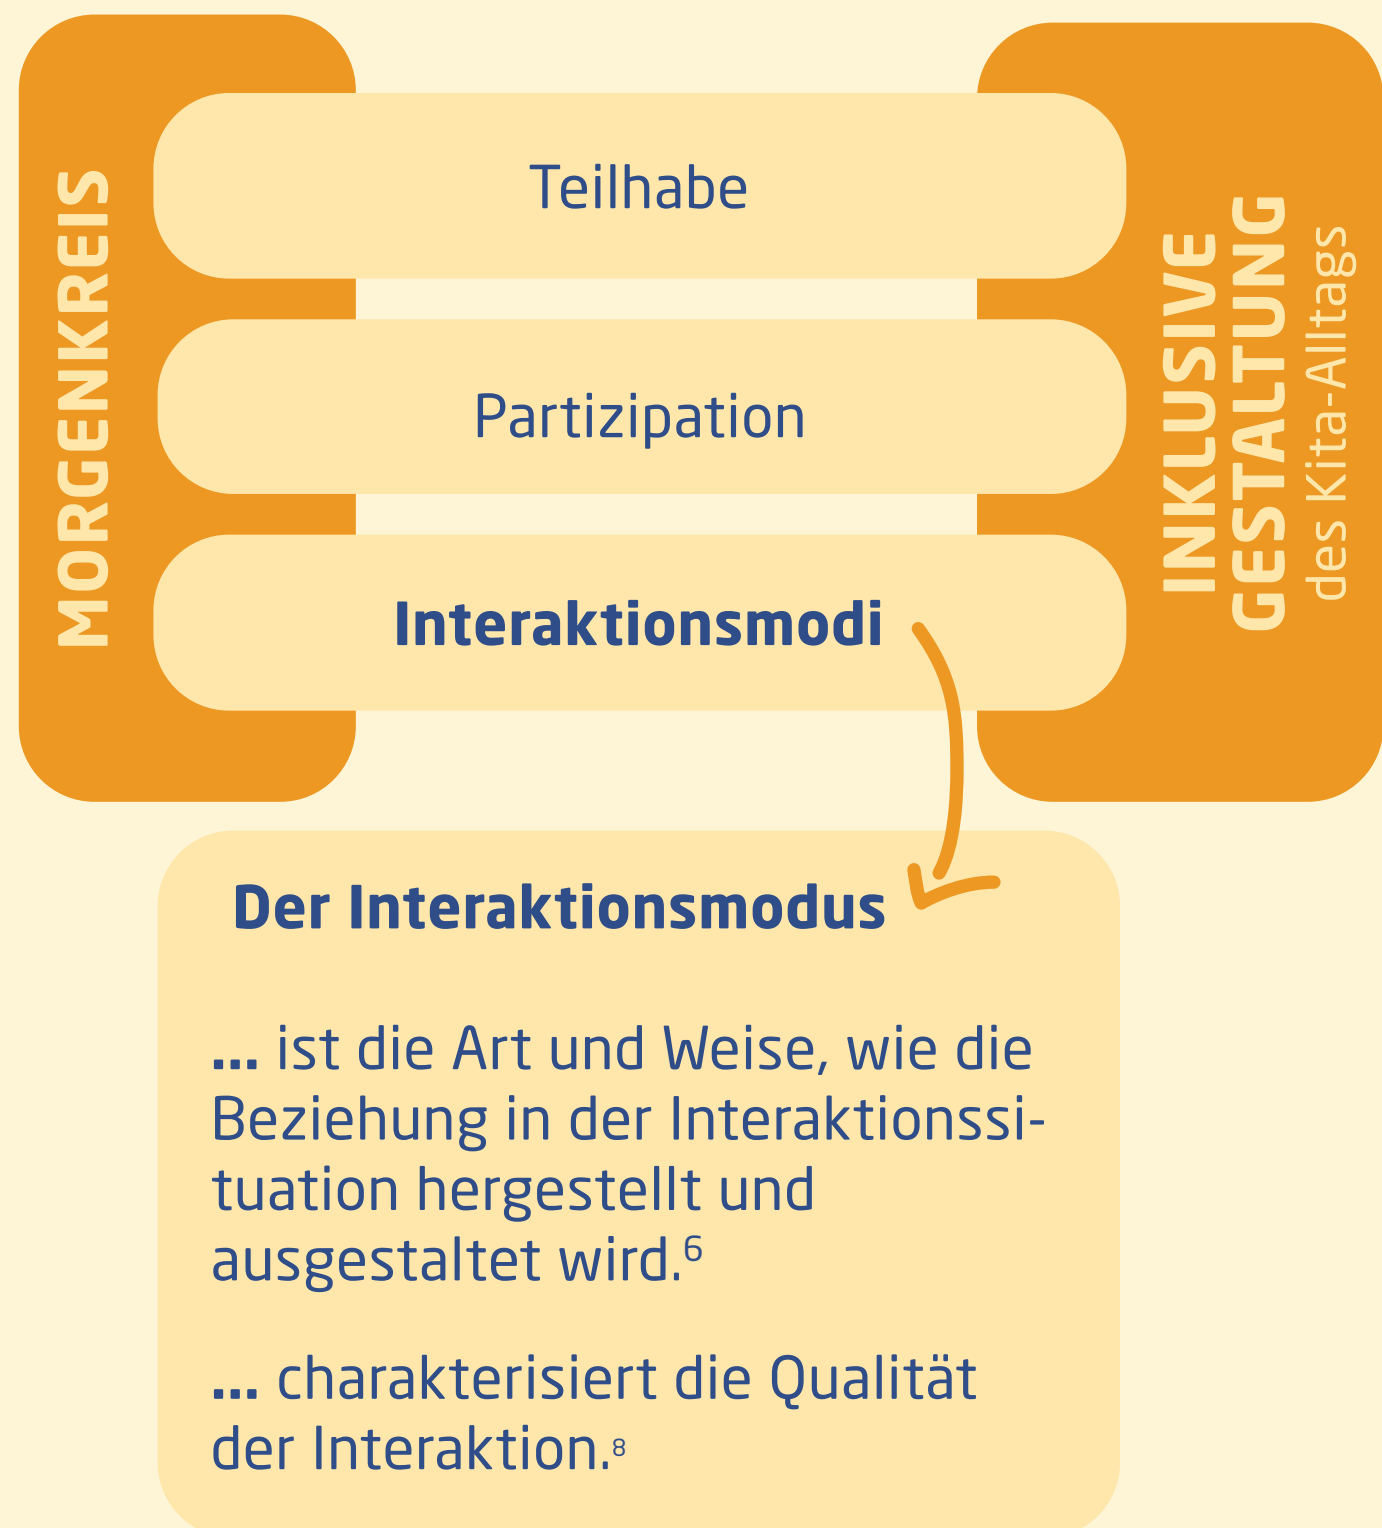 MORGENKREIS
Teilhabe
Partizipation
Interaktionsmodi
INKLUSIVE
GESTALTUNG
des Kita-Alltags
Der Interaktionsmodus
... ist die Art und Weise, wie die
Beziehung in der Interaktionssi-
tuation hergestellt und
ausgestaltet wird.⁶
... charakterisiert die Qualität
der Interaktion.⁸